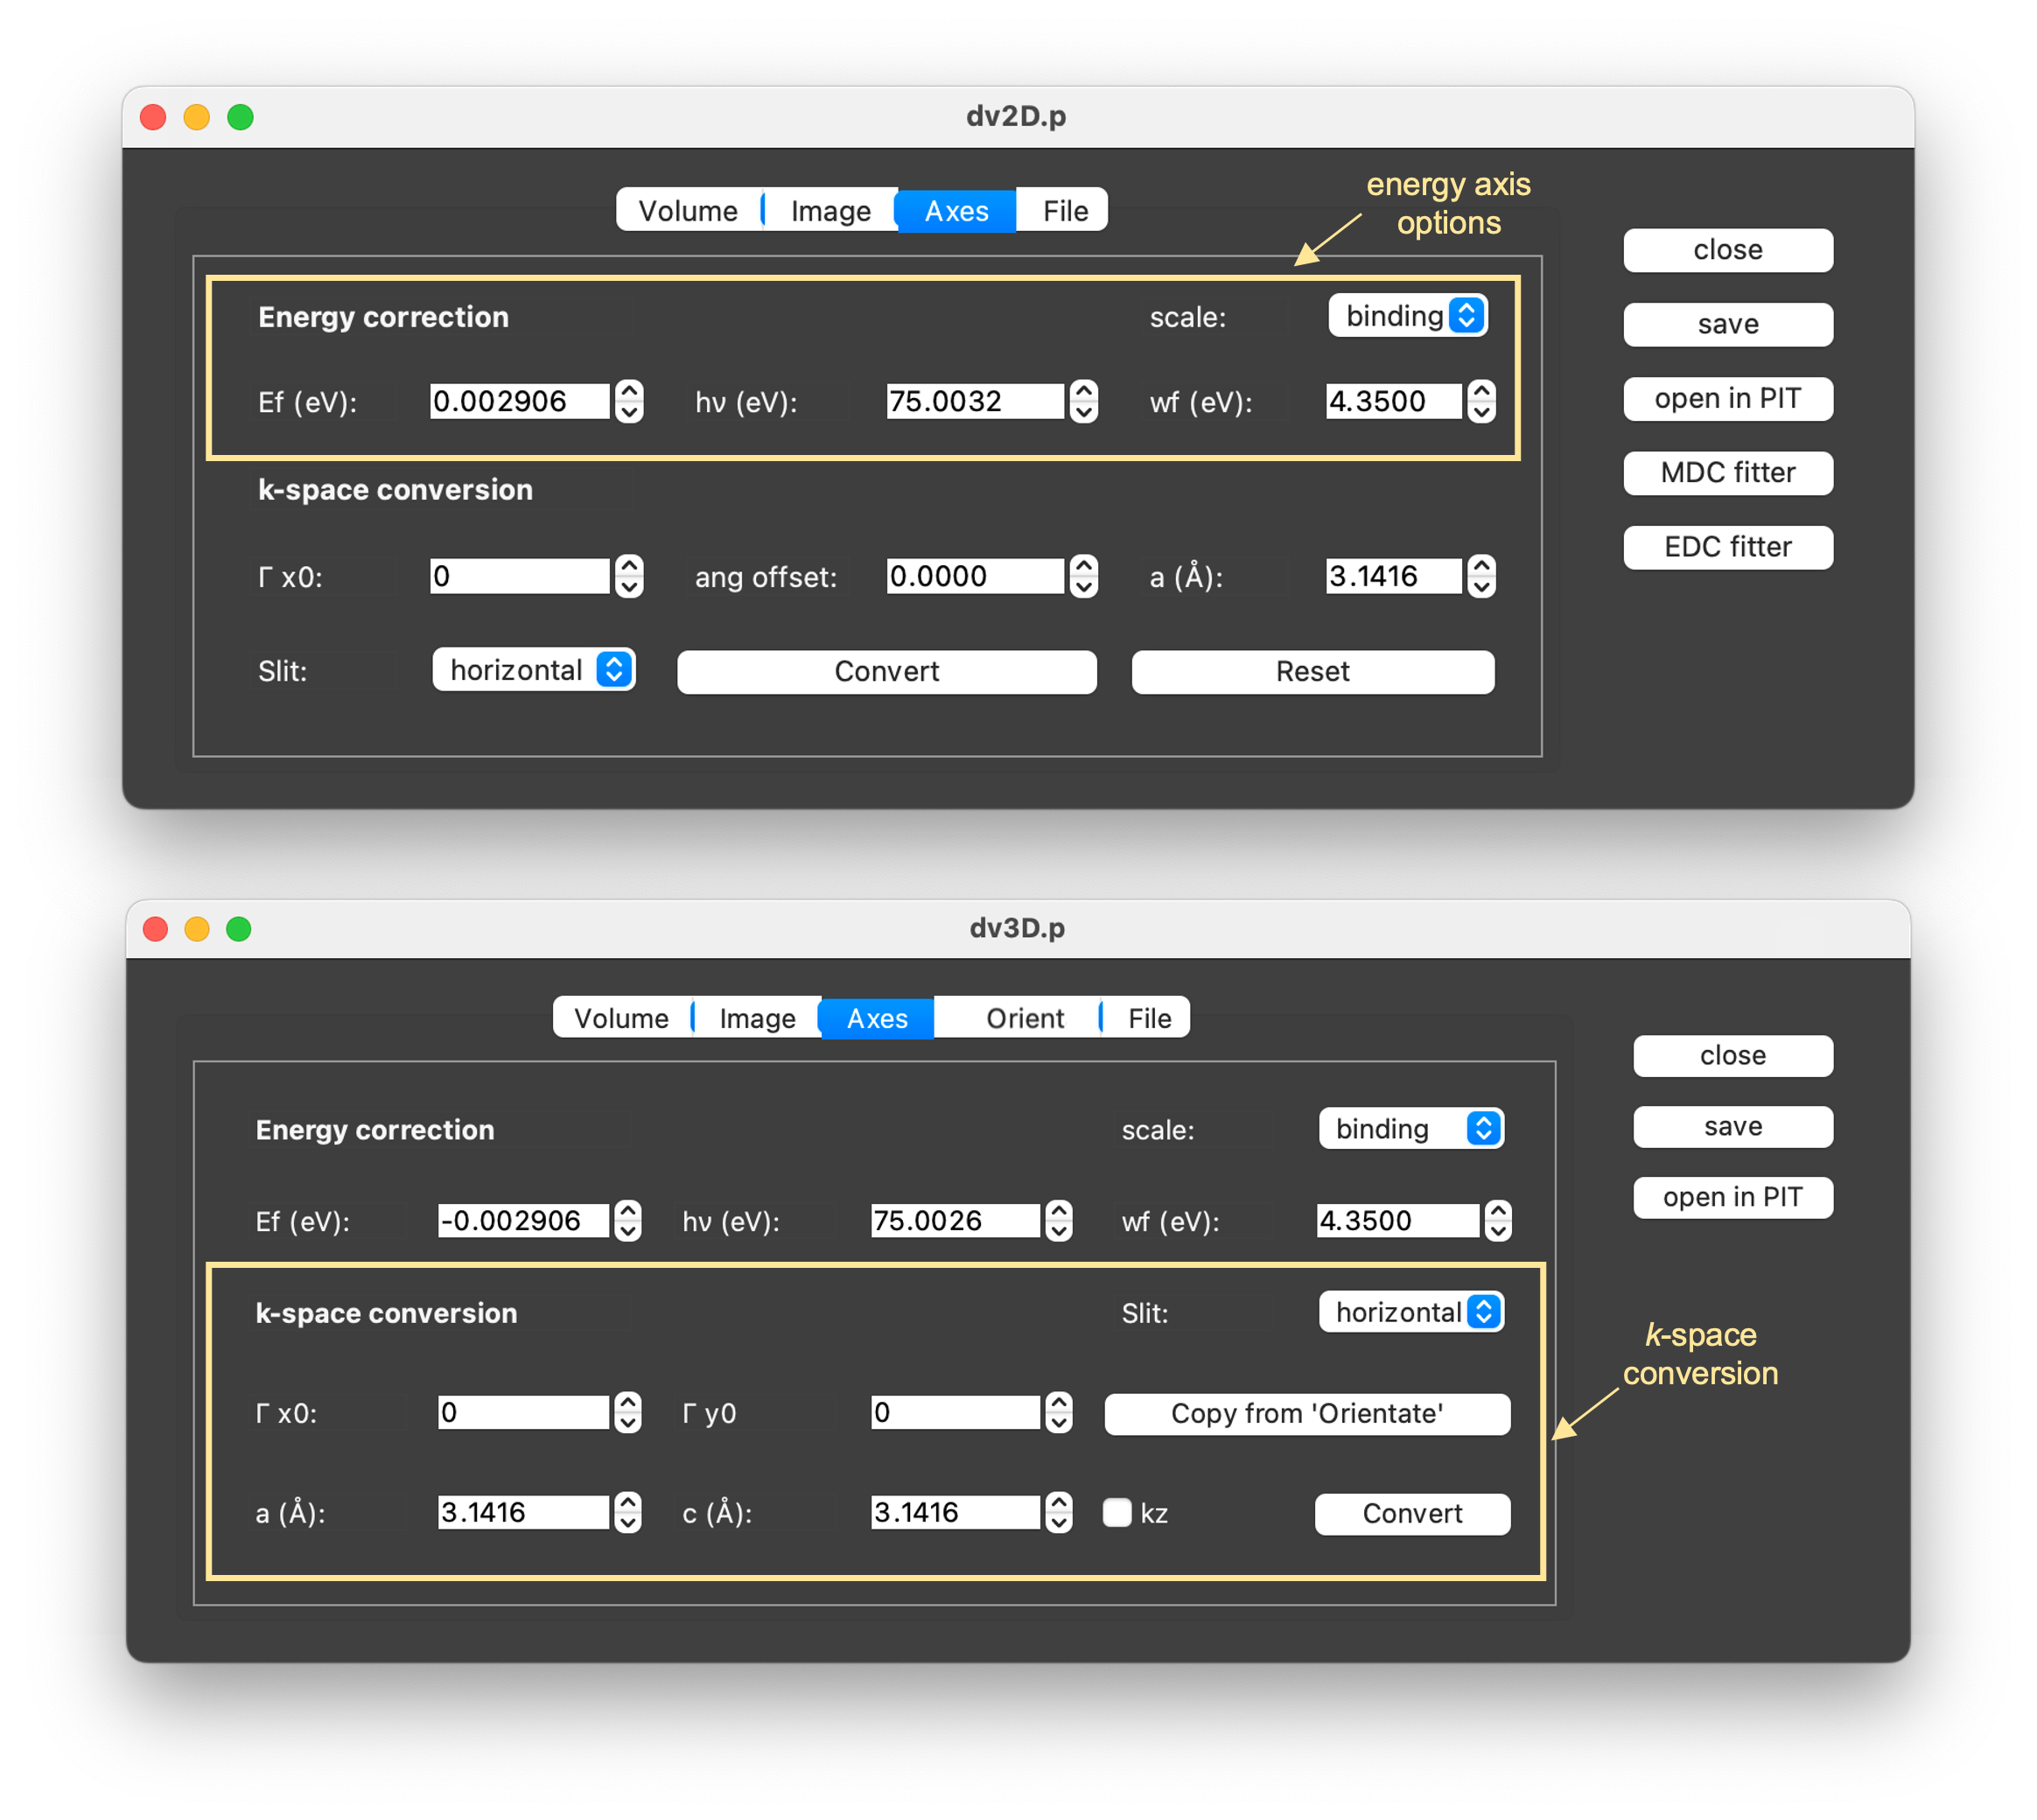 dv2D.p
Volume Image Axes File
energy axis
options
close
Energy correction scale: binding
save
Ef (eV): 0.002906 hν (eV): 75.0032 wf (eV): 4.3500
open in PIT
k-space conversion
MDC fitter
EDC fitter
Γ x0: 0 ang offset: 0.0000 a (Å): 3.1416
Slit: horizontal Convert Reset
dv3D.p
Volume Image Axes Orient File
close
Energy correction scale: binding
save
open in PIT
Ef (eV): -0.002906 hν (eV): 75.0026 wf (eV): 4.3500
k-space conversion Slit: horizontal
k-space
conversion
Γ x0: 0 Γ y0 0 Copy from 'Orientate'
a (Å): 3.1416 c (Å): 3.1416 kz Convert